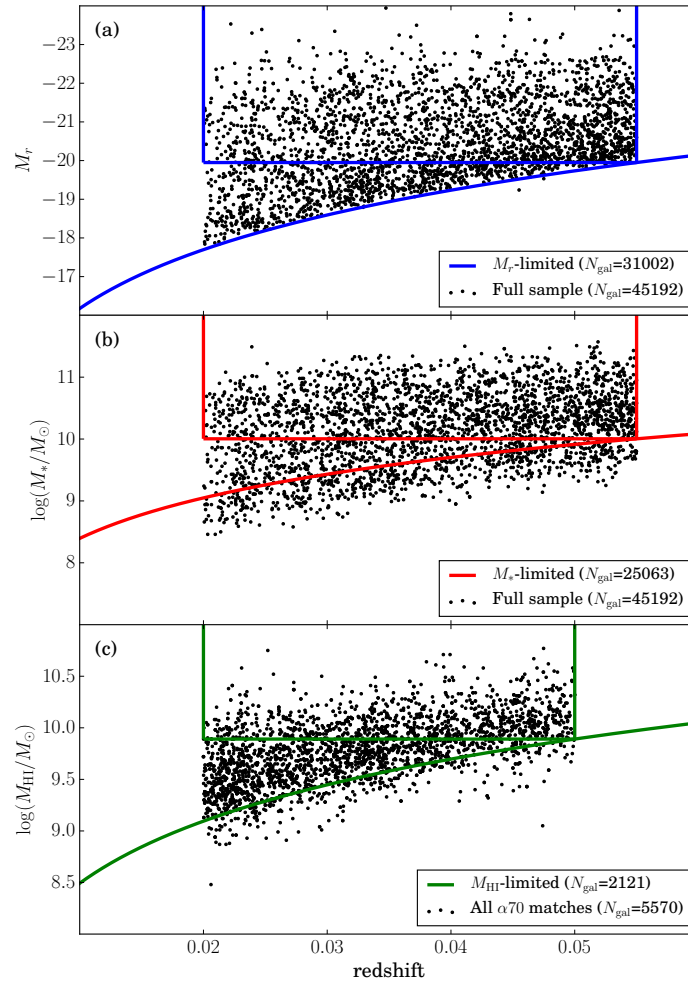 (a)
−23
−22
−21
−20
−19
−18
−17
M_r
M_r-limited (N_gal=31002)
Full sample (N_gal=45192)
(b)
11
10
9
8
log(M_*/M_⊙)
M_*-limited (N_gal=25063)
Full sample (N_gal=45192)
(c)
10.5
10.0
9.5
9.0
8.5
log(M_HI/M_⊙)
M_HI-limited (N_gal=2121)
All α70 matches (N_gal=5570)
0.02 0.03 0.04 0.05
redshift